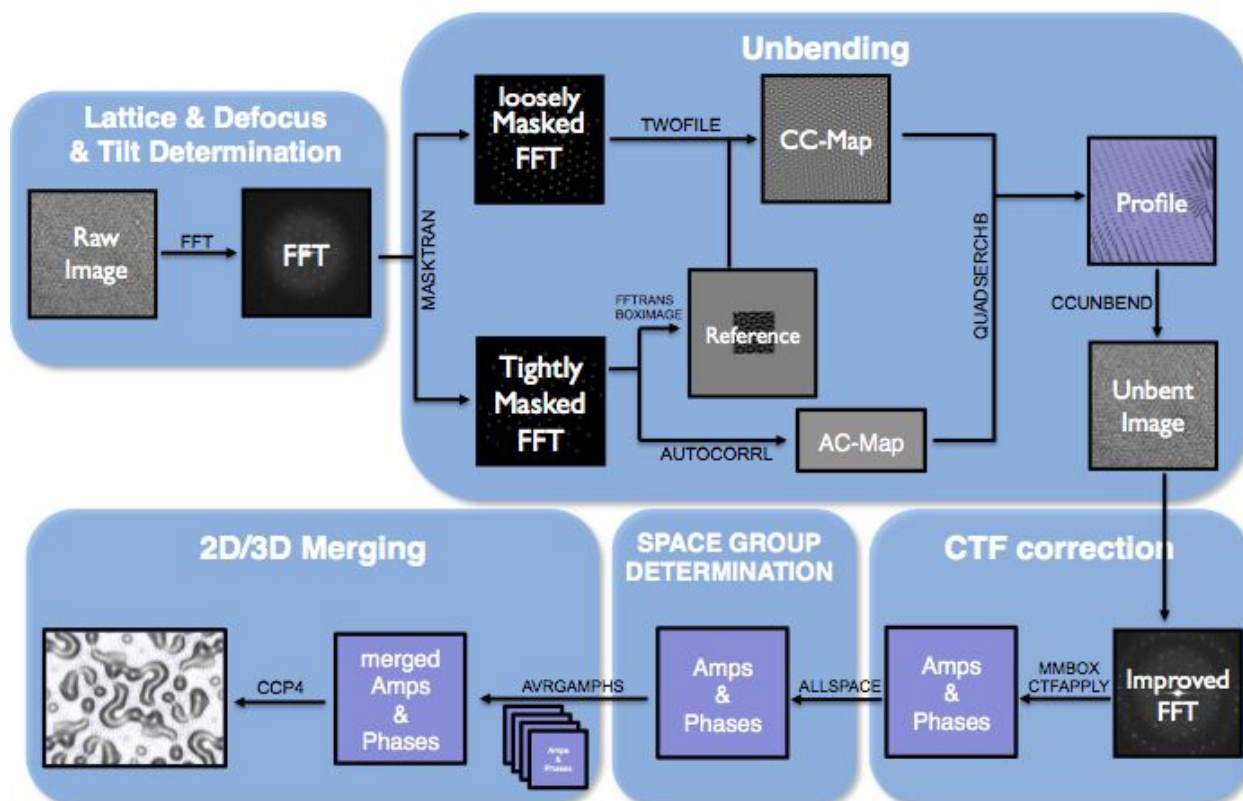 Unbending
Lattice & Defocus
& Tilt Determination
Raw
Image
FFT
FFT
MASKTRAN
loosely
Masked
FFT
TWOFILE
CC-Map
Tightly
Masked
FFT
FFTRANS
BOXIMAGE
Reference
AUTOCORRL
AC-Map
QUADSERCHB
Profile
CCUNBEND
Unbent
Image
CTF correction
Improved
FFT
MMBOX
CTFAPPLY
Amps
&
Phases
SPACE GROUP
DETERMINATION
ALLSPACE
Amps
&
Phases
2D/3D Merging
AVRGAMPHS
Amps
&
Phases
merged
Amps
&
Phases
CCP4